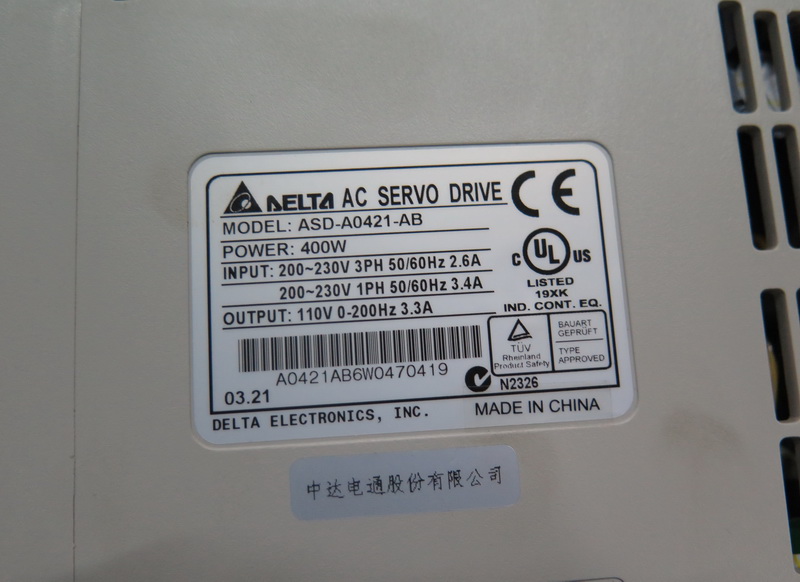 DELTA AC SERVO DRIVE CE
MODEL: ASD-A0421-AB
POWER: 400W
INPUT: 200~230V 3PH 50/60Hz 2.6A
200~230V 1PH 50/60Hz 3.4A
OUTPUT: 110V 0-200Hz 3.3A
C UL US
LISTED
19XK
IND. CONT. EQ.
TÜV
Rheinland
Product Safety
BAUART
GEPRÜFT
TYPE
APPROVED
A0421AB6W0470419
N2326
03.21
DELTA ELECTRONICS, INC.
MADE IN CHINA
中达电通股份有限公司